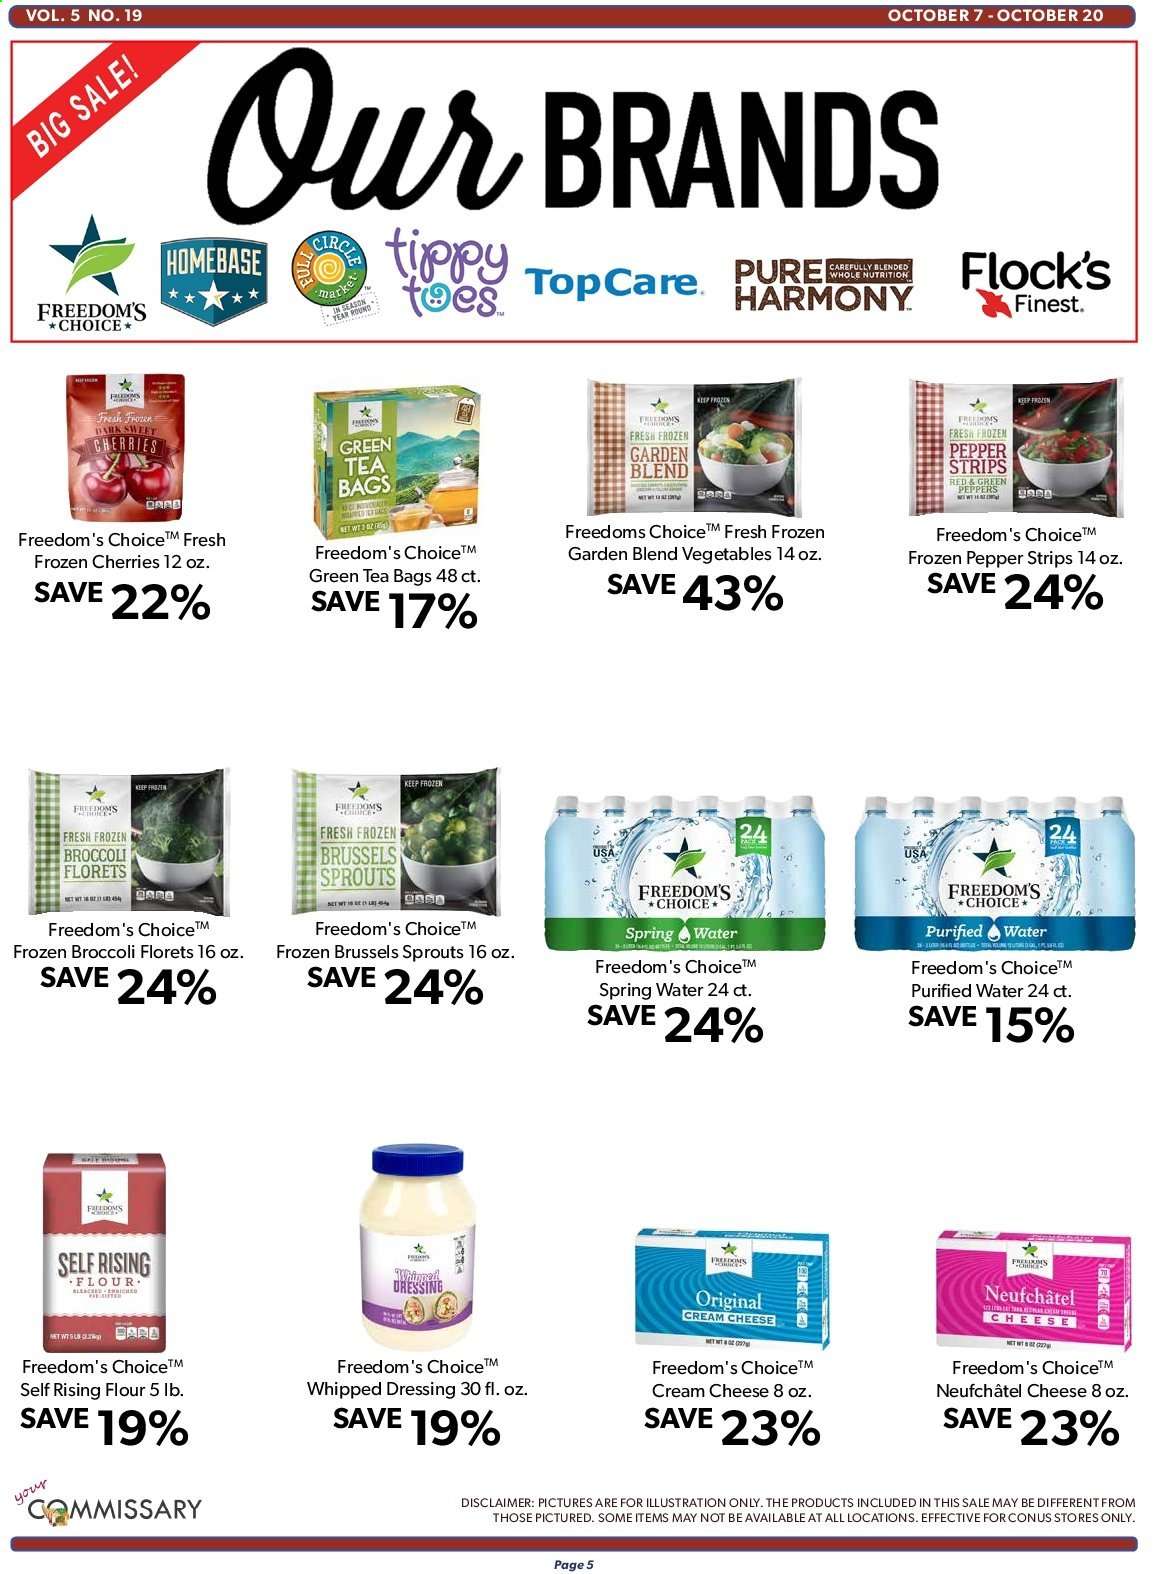 VOL. 5 NO. 19
OCTOBER 7 - OCTOBER 20
BIG SALE!
Our BRANDS
FREEDOM'S CHOICE
HOMEBASE
FULL CIRCLE market
IN SEASON YEAR ROUND
tippy toes
TopCare
PURE HARMONY
CAREFULLY BLENDED WHOLE NUTRITION
Flock's Finest
FREEDOM'S CHOICE
Fresh Frozen
DARK SWEET
CHERRIES
FREEDOM'S CHOICE
GREEN TEA BAGS
KEEP FROZEN
FREEDOM'S CHOICE
FRESH FROZEN
GARDEN BLEND
NET WT 14 OZ (397g)
KEEP FROZEN
FREEDOM'S CHOICE
FRESH FROZEN
PEPPER STRIPS
RED & GREEN PEPPERS
NET WT 14 OZ (397g)
Freedom's Choice™ Fresh
Frozen Cherries 12 oz.
SAVE 22%
Freedom's Choice™
Green Tea Bags 48 ct.
SAVE 17%
Freedoms Choice™ Fresh Frozen
Garden Blend Vegetables 14 oz.
SAVE 43%
Freedom's Choice™
Frozen Pepper Strips 14 oz.
SAVE 24%
KEEP FROZEN
FREEDOM'S CHOICE
FRESH FROZEN
BROCCOLI FLORETS
NET WT 16 OZ (1 LB) 454g
KEEP FROZEN
FREEDOM'S CHOICE
FRESH FROZEN
BRUSSELS SPROUTS
NET WT 16 OZ (1 LB) 454g
24 PACK
USA
FREEDOM'S CHOICE
Spring Water
24 PACK
USA
FREEDOM'S CHOICE
Purified Water
Freedom's Choice™
Frozen Broccoli Florets 16 oz.
SAVE 24%
Freedom's Choice™
Frozen Brussels Sprouts 16 oz.
SAVE 24%
Freedom's Choice™
Spring Water 24 ct.
SAVE 24%
Freedom's Choice™
Purified Water 24 ct.
SAVE 15%
SELF RISING
FREEDOM'S CHOICE
SELF RISING
FLOUR
BLEACHED • ENRICHED
PRE-SIFTED
NET WT 5 LB (2.27kg)
FREEDOM'S CHOICE
Whipped
DRESSING
FREEDOM'S CHOICE
Original
CREAM CHEESE
NET WT 8 OZ (227g)
FREEDOM'S CHOICE
Neufchâtel
CHEESE
NET WT 8 OZ (227g)
Freedom's Choice™
Self Rising Flour 5 lb.
SAVE 19%
Freedom's Choice™
Whipped Dressing 30 fl. oz.
SAVE 19%
Freedom's Choice™
Cream Cheese 8 oz.
SAVE 23%
Freedom's Choice™
Neufchâtel Cheese 8 oz.
SAVE 23%
your
COMMISSARY
DISCLAIMER: PICTURES ARE FOR ILLUSTRATION ONLY. THE PRODUCTS INCLUDED IN THIS SALE MAY BE DIFFERENT FROM
THOSE PICTURED. SOME ITEMS MAY NOT BE AVAILABLE AT ALL LOCATIONS. EFFECTIVE FOR CONUS STORES ONLY.
Page 5